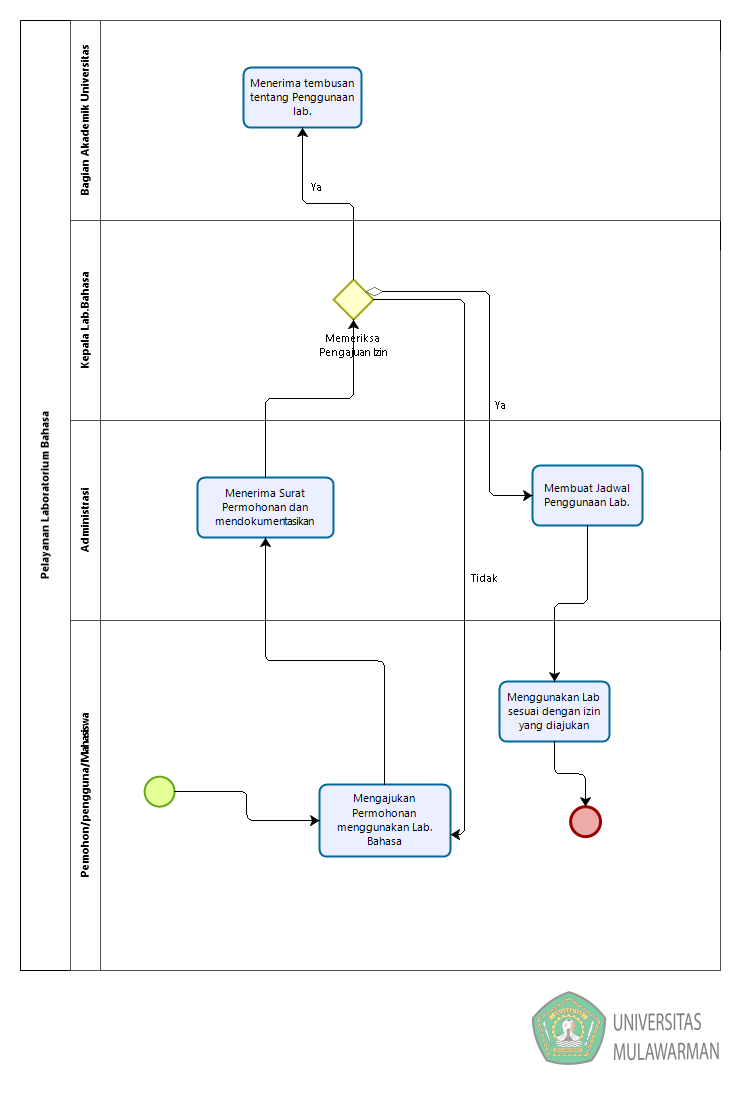 Pelayanan Laboratorium Bahasa
Bagian Akademik Universitas
Menerima tembusan
tentang Penggunaan
lab.
Ya
Kepala Lab.Bahasa
Memeriksa
Pengajuan Izin
Ya
Administrasi
Menerima Surat
Permohonan dan
mendokumentasikan
Membuat Jadwal
Penggunaan Lab.
Tidak
Pemohon/pengguna/Mahasiswa
Menggunakan Lab
sesuai dengan izin
yang diajukan
Mengajukan
Permohonan
menggunakan Lab.
Bahasa
UNIVERSITAS
MULAWARMAN